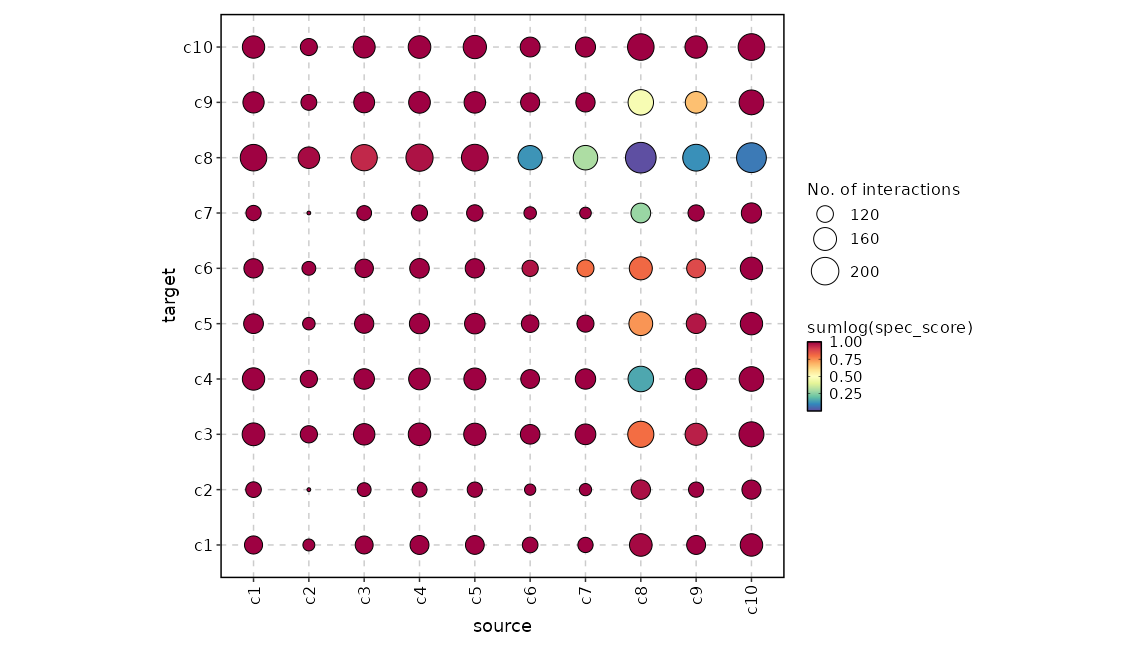 c10
c9
c8
c7
c6
c5
c4
c3
c2
c1
target
c1 c2 c3 c4 c5 c6 c7 c8 c9 c10
source
No. of interactions
120
160
200
sumlog(spec_score)
1.00
0.75
0.50
0.25